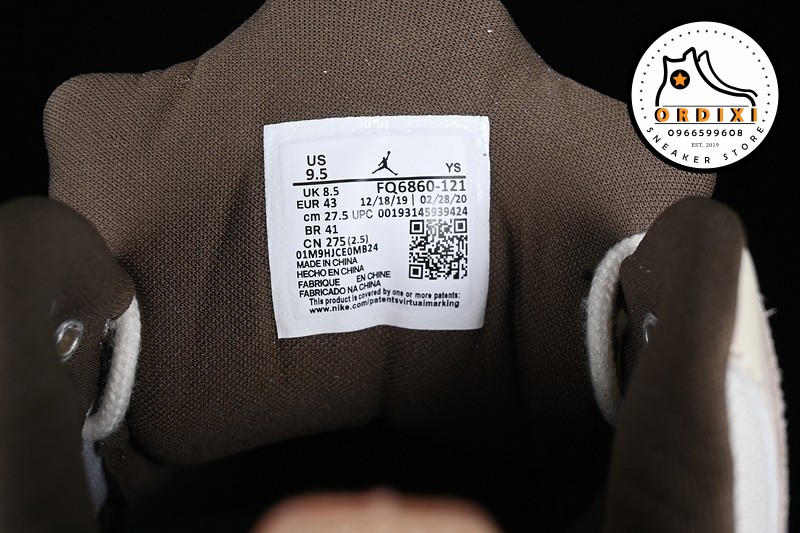 US
9.5
YS
UK 8.5
FQ6860-121
EUR 43
12/18/19 | 02/28/20
cm 27.5
UPC 00193145939424
BR 41
CN 275(2.5)
01M9HJCE0MB24
MADE IN CHINA
HECHO EN CHINA
FABRIQUE EN CHINE
FABRICADO NA CHINA
This product is covered by one or more patents:
www.nike.com/patentsvirtualmarking
ORDIXI
0966599608
EST. 2019
SNEAKER STORE